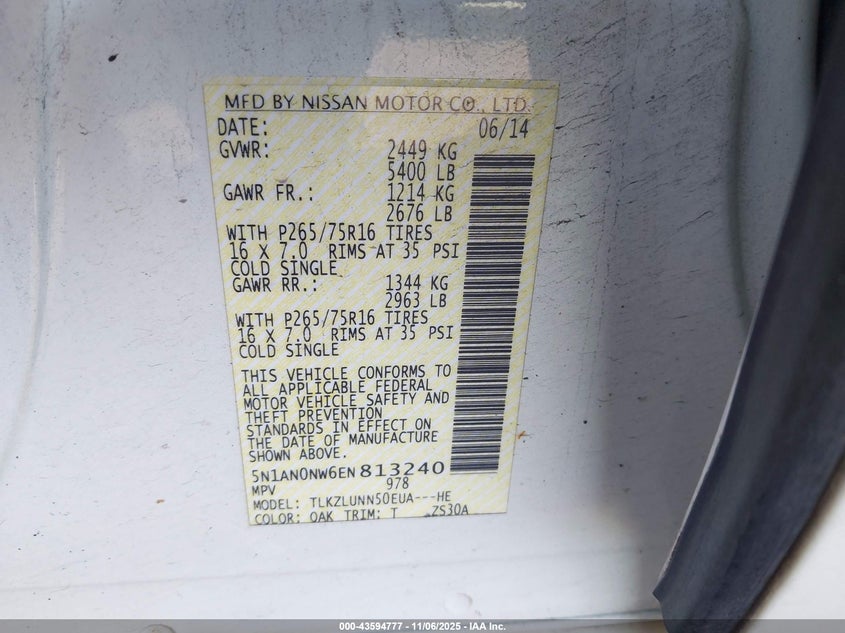 MFD BY NISSAN MOTOR CO., LTD.
DATE: 06/14
GVWR: 2449 KG
5400 LB
GAWR FR.: 1214 KG
2676 LB
WITH P265/75R16 TIRES
16 X 7.0 RIMS AT 35 PSI
COLD SINGLE
GAWR RR.: 1344 KG
2963 LB
WITH P265/75R16 TIRES
16 X 7.0 RIMS AT 35 PSI
COLD SINGLE
THIS VEHICLE CONFORMS TO
ALL APPLICABLE FEDERAL
MOTOR VEHICLE SAFETY AND
THEFT PREVENTION
STANDARDS IN EFFECT ON
THE DATE OF MANUFACTURE
SHOWN ABOVE.
5N1AN0NW6EN813240
MPV 978
MODEL: TLKZLUNN50EUA---HE
COLOR: QAK TRIM: T ZS30A
000-43594777 - 11/06/2025 - IAA Inc.